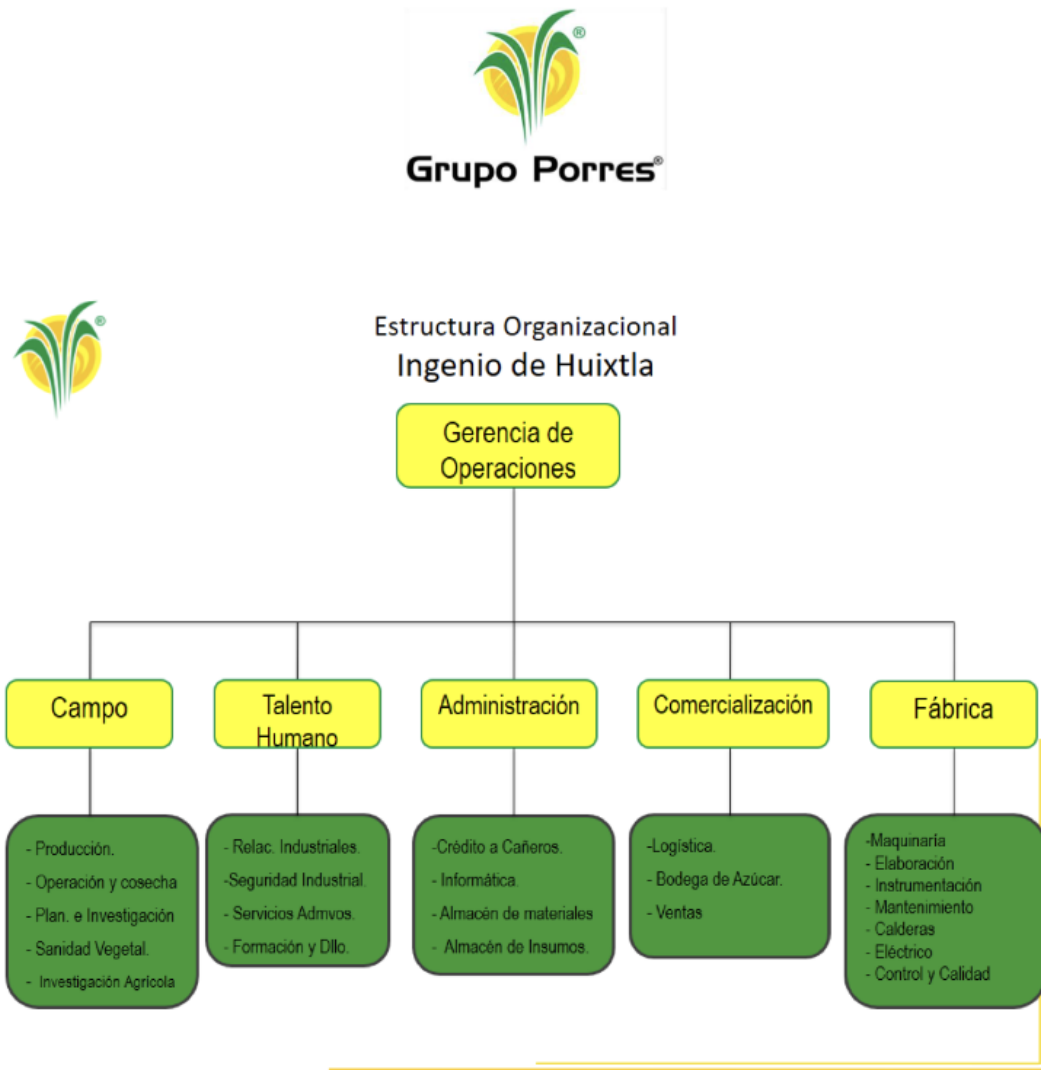 Grupo Porres®
®
Estructura Organizacional
Ingenio de Huixtla
Gerencia de
Operaciones
Campo
Talento
Humano
Administración
Comercialización
Fábrica
- Producción.
- Operación y cosecha
- Plan. e Investigación
- Sanidad Vegetal.
- Investigación Agrícola
- Relac. Industriales.
-Seguridad Industrial.
- Servicios Admvos.
- Formación y Dllo.
-Crédito a Cañeros.
- Informática.
-Almacén de materiales
- Almacén de Insumos.
-Logística.
- Bodega de Azúcar.
- Ventas
-Maquinaría
- Elaboración
- Instrumentación
- Mantenimiento
- Calderas
- Eléctrico
- Control y Calidad